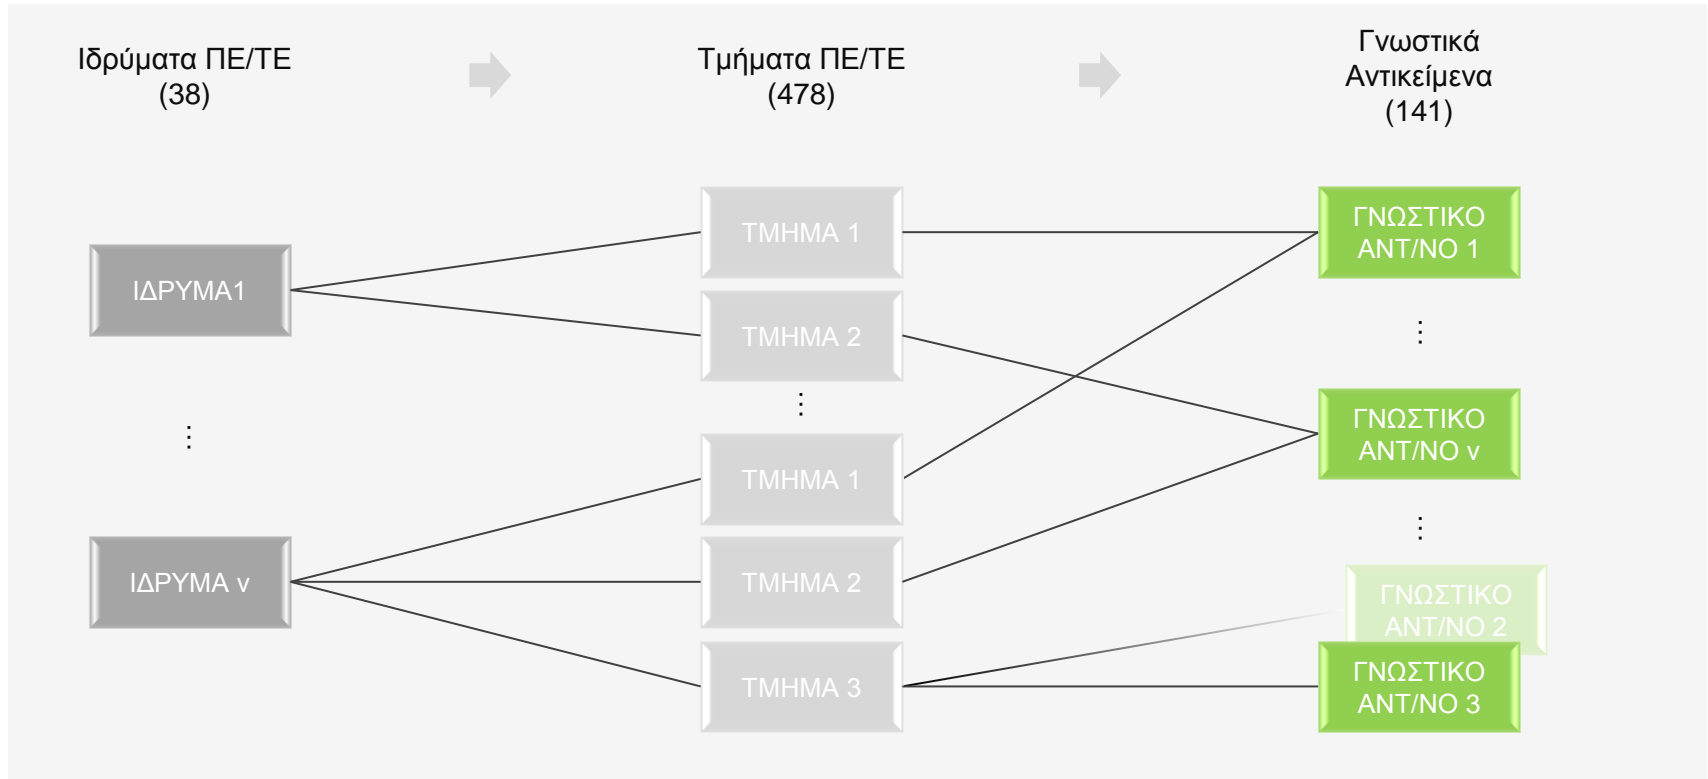 Ιδρύματα ΠΕ/ΤΕ
(38)
Τμήματα ΠΕ/ΤΕ
(478)
Γνωστικά
Αντικείμενα
(141)
ΙΔΡΥΜΑ1
⋮
ΙΔΡΥΜΑ ν
ΤΜΗΜΑ 1
ΤΜΗΜΑ 2
⋮
ΤΜΗΜΑ 1
ΤΜΗΜΑ 2
ΤΜΗΜΑ 3
ΓΝΩΣΤΙΚΟ
ΑΝΤ/ΝΟ 1
⋮
ΓΝΩΣΤΙΚΟ
ΑΝΤ/ΝΟ ν
⋮
ΓΝΩΣΤΙΚΟ
ΑΝΤ/ΝΟ 2
ΓΝΩΣΤΙΚΟ
ΑΝΤ/ΝΟ 3